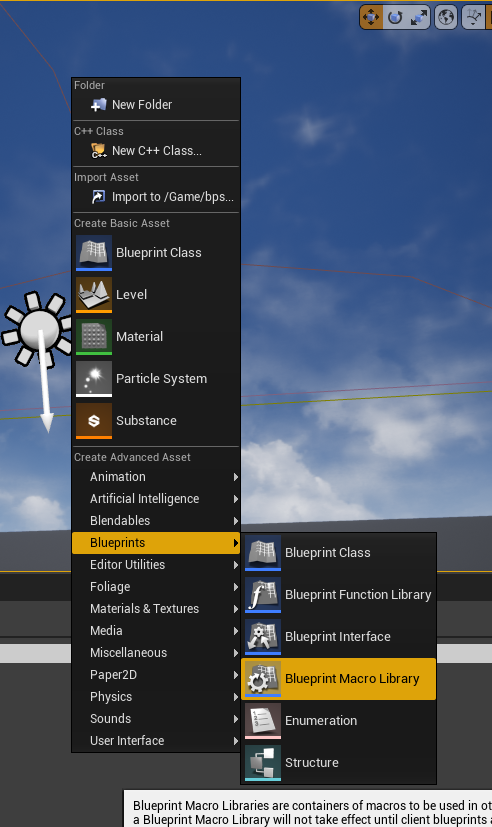 Folder
New Folder
C++ Class
New C++ Class...
Import Asset
Import to /Game/bps...
Create Basic Asset
Blueprint Class
Level
Material
Particle System
Substance
Create Advanced Asset
Animation
Artificial Intelligence
Blendables
Blueprints
Editor Utilities
Foliage
Materials & Textures
Media
Miscellaneous
Paper2D
Physics
Sounds
User Interface
Blueprint Class
Blueprint Function Library
Blueprint Interface
Blueprint Macro Library
Enumeration
Structure
Blueprint Macro Libraries are containers of macros to be used in ot
a Blueprint Macro Library will not take effect until client blueprints a